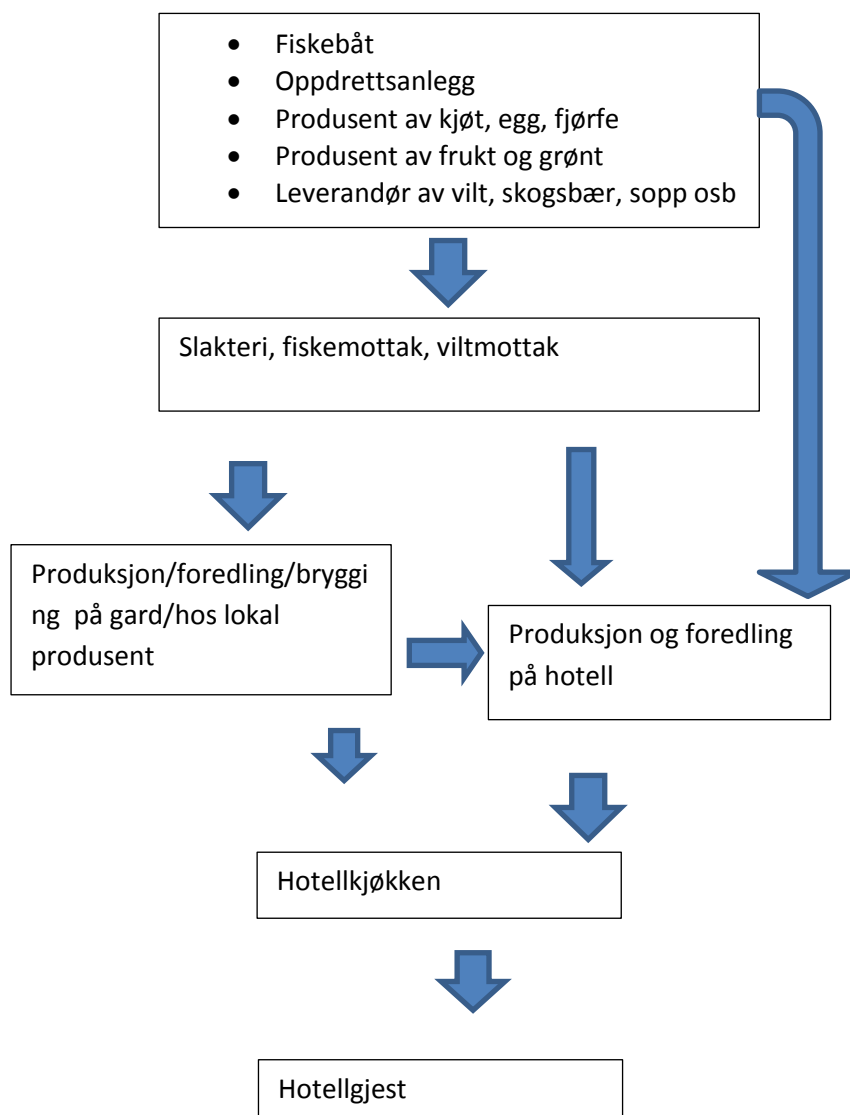 • Fiskebåt
• Oppdrettsanlegg
• Produsent av kjøt, egg, fjørfe
• Produsent av frukt og grønt
• Leverandør av vilt, skogsbær, sopp osb
Slakteri, fiskemottak, viltmottak
Produksjon/foredling/bryggi
ng på gard/hos lokal
produsent
Produksjon og foredling
på hotell
Hotellkjøkken
Hotellgjest